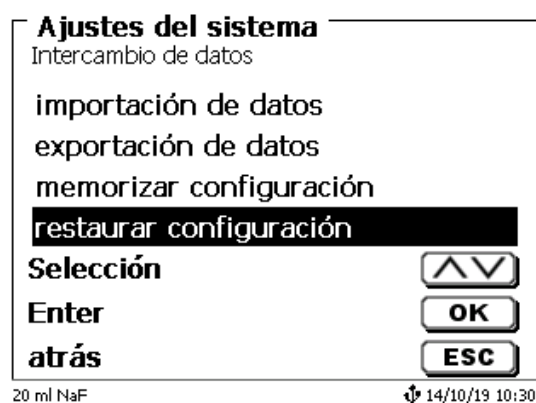 Ajustes del sistema
Intercambio de datos
importación de datos
exportación de datos
memorizar configuración
restaurar configuración
Selección
Enter OK
atrás ESC
20 ml NaF 14/10/19 10:30